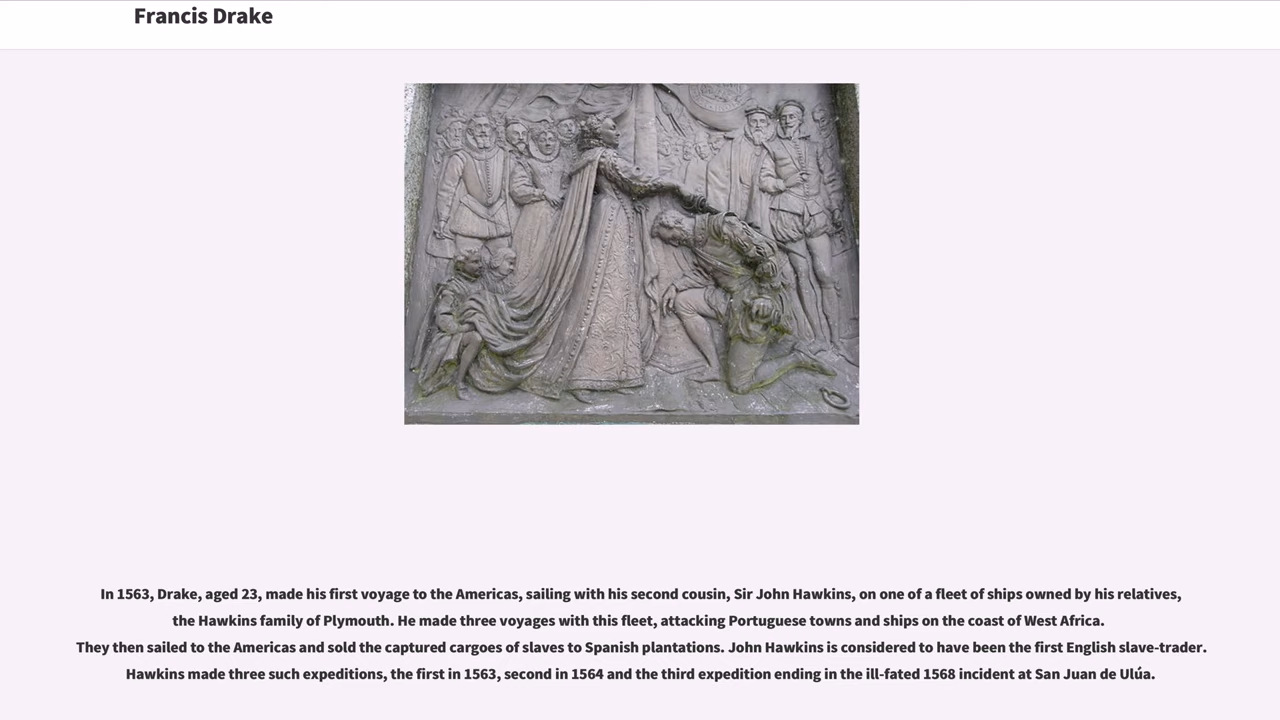 Francis Drake
In 1563, Drake, aged 23, made his first voyage to the Americas, sailing with his second cousin, Sir John Hawkins, on one of a fleet of ships owned by his relatives,
the Hawkins family of Plymouth. He made three voyages with this fleet, attacking Portuguese towns and ships on the coast of West Africa.
They then sailed to the Americas and sold the captured cargoes of slaves to Spanish plantations. John Hawkins is considered to have been the first English slave-trader.
Hawkins made three such expeditions, the first in 1563, second in 1564 and the third expedition ending in the ill-fated 1568 incident at San Juan de Ulúa.